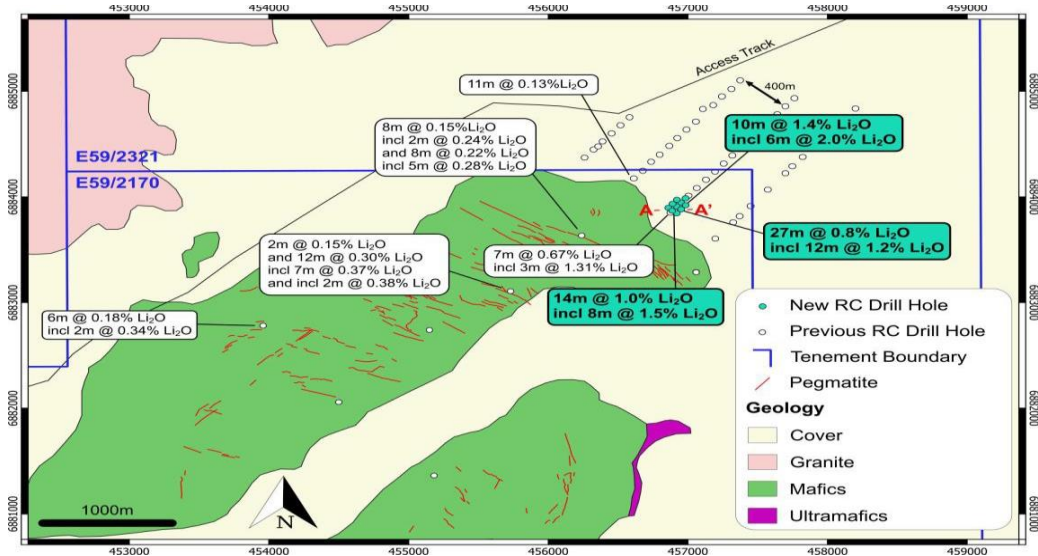 453000
454000
455000
456000
457000
458000
459000
6885000
6884000
6883000
6882000
6881000
6885000
6884000
6883000
6882000
6881000
Access Track
400m
11m @ 0.13%Li₂O
8m @ 0.15%Li₂O
incl 2m @ 0.24% Li₂O
and 8m @ 0.22% Li₂O
incl 5m @ 0.28% Li₂O
10m @ 1.4% Li₂O
incl 6m @ 2.0% Li₂O
E59/2321
E59/2170
A
A'
27m @ 0.8% Li₂O
incl 12m @ 1.2% Li₂O
2m @ 0.15% Li₂O
and 12m @ 0.30% Li₂O
incl 7m @ 0.37% Li₂O
and incl 2m @ 0.38% Li₂O
7m @ 0.67% Li₂O
incl 3m @ 1.31% Li₂O
14m @ 1.0% Li₂O
incl 8m @ 1.5% Li₂O
6m @ 0.18% Li₂O
incl 2m @ 0.34% Li₂O
New RC Drill Hole
Previous RC Drill Hole
Tenement Boundary
Pegmatite
Geology
Cover
Granite
Mafics
Ultramafics
1000m
N
453000
454000
455000
456000
457000
458000
459000